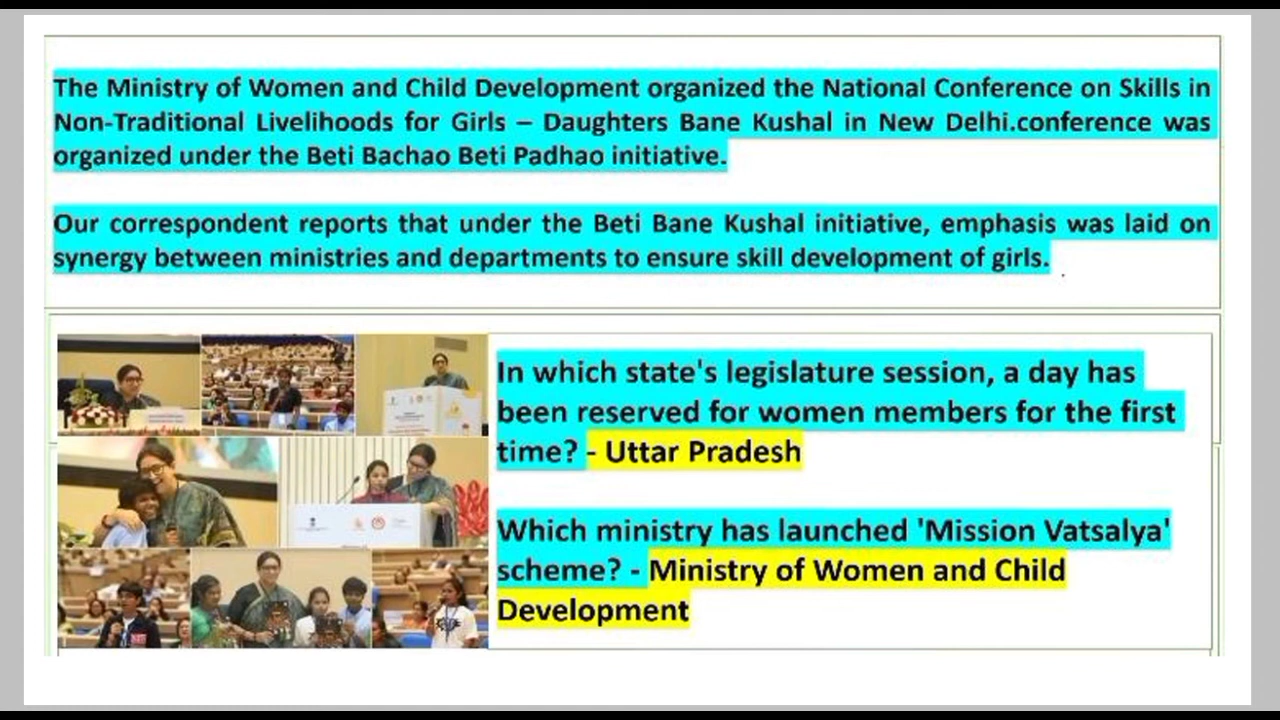 The Ministry of Women and Child Development organized the National Conference on Skills in
Non-Traditional Livelihoods for Girls – Daughters Bane Kushal in New Delhi.conference was
organized under the Beti Bachao Beti Padhao initiative.
Our correspondent reports that under the Beti Bane Kushal initiative, emphasis was laid on
synergy between ministries and departments to ensure skill development of girls.
In which state's legislature session, a day has
been reserved for women members for the first
time? - Uttar Pradesh
Which ministry has launched 'Mission Vatsalya'
scheme? - Ministry of Women and Child
Development